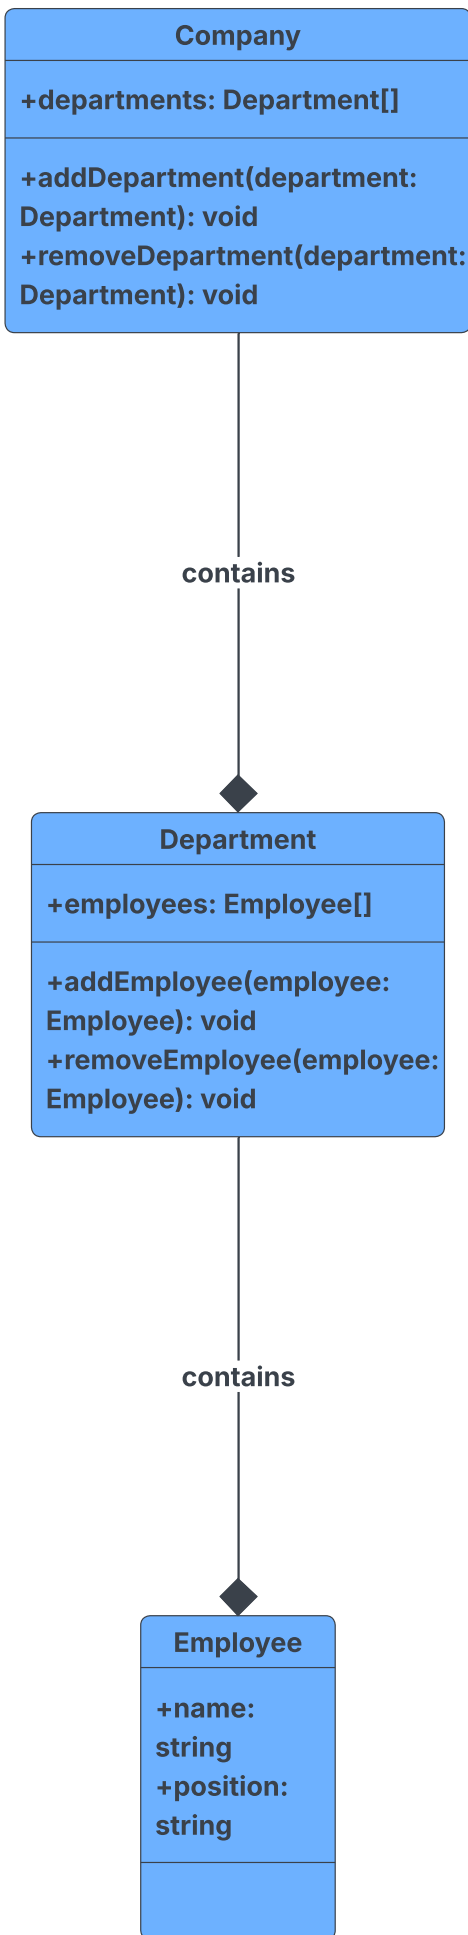 Company
+departments: Department[]
+addDepartment(department:
Department): void
+removeDepartment(department:
Department): void
contains
Department
+employees: Employee[]
+addEmployee(employee:
Employee): void
+removeEmployee(employee:
Employee): void
contains
Employee
+name:
string
+position:
string